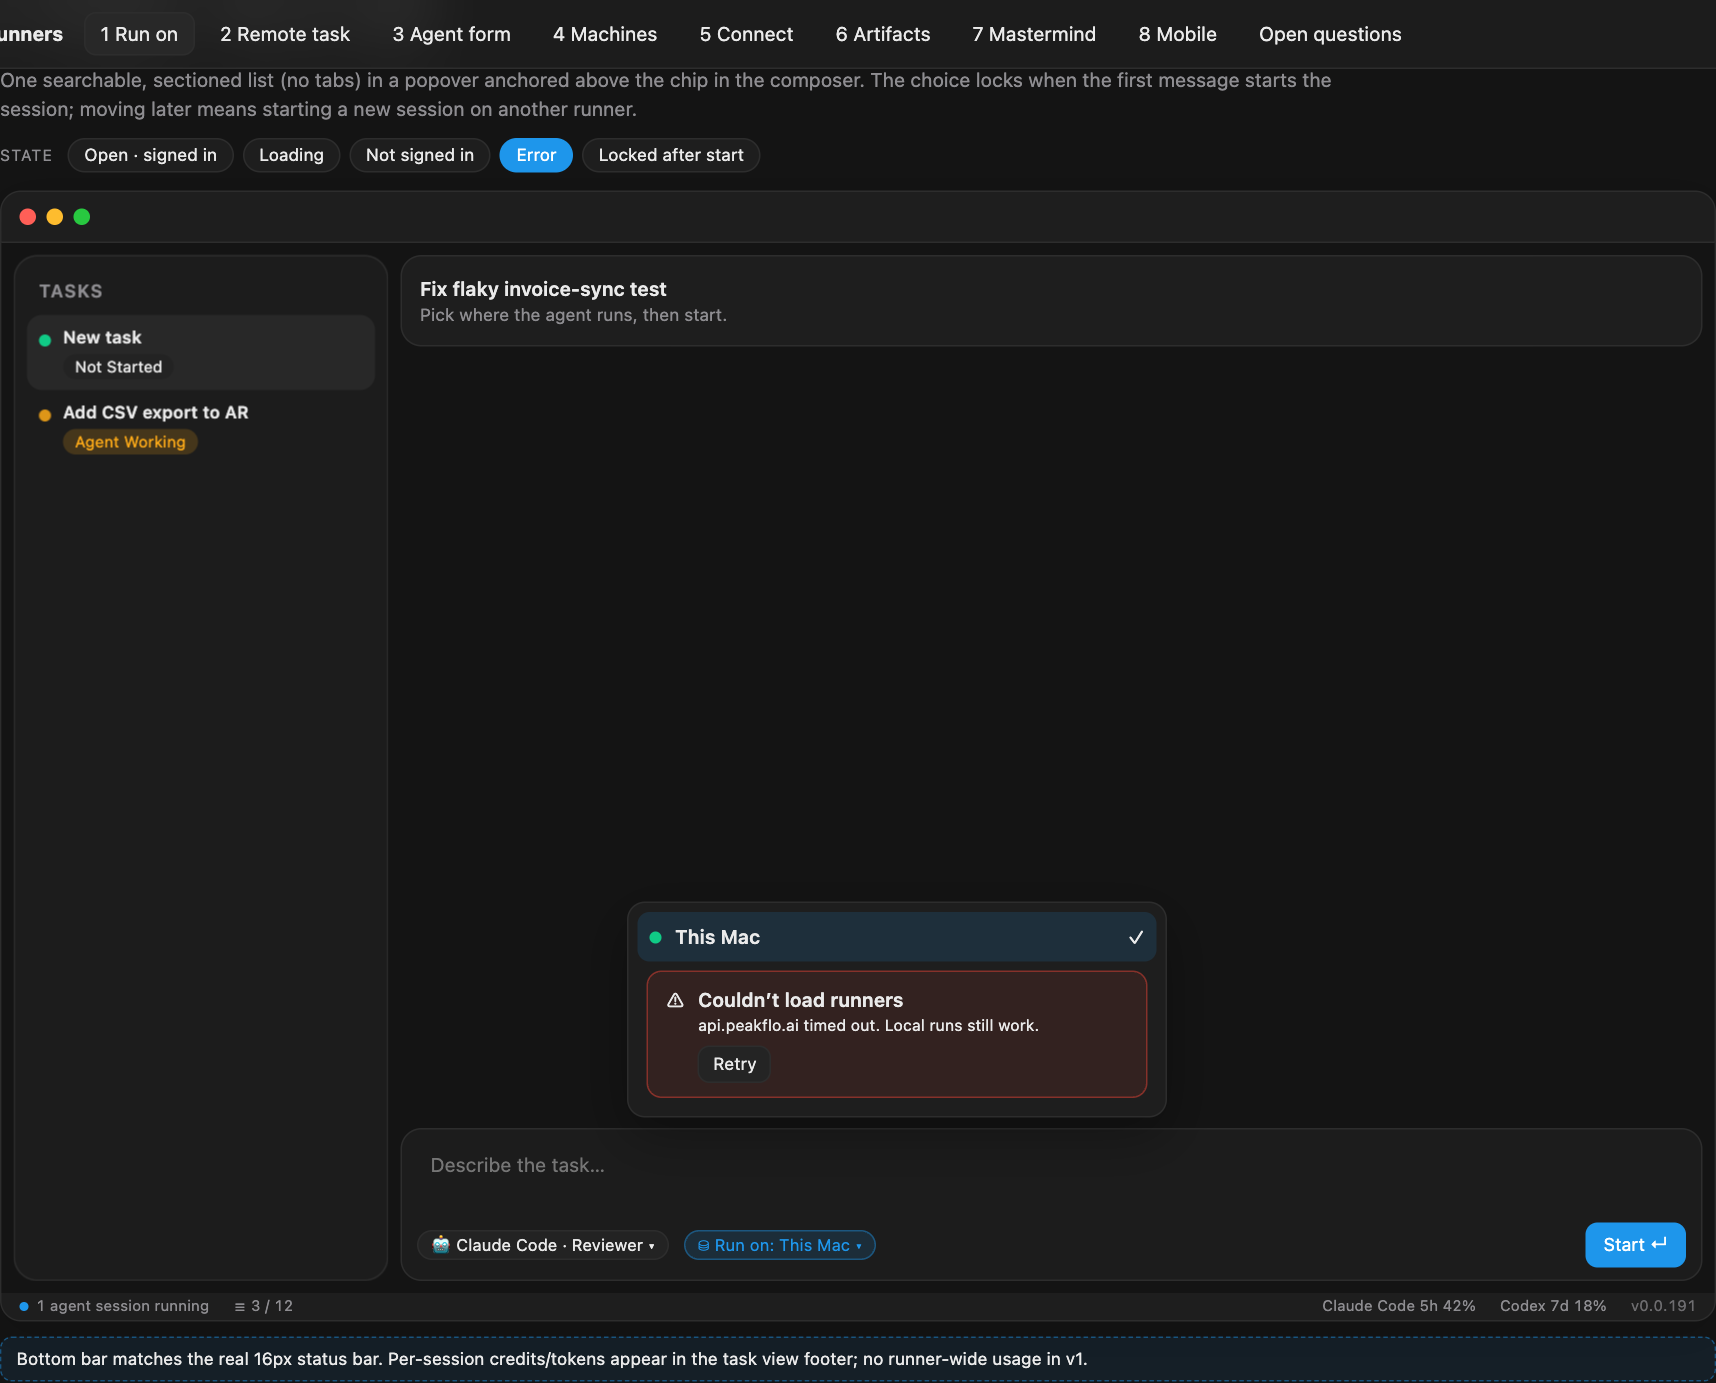 unners
1 Run on
2 Remote task
3 Agent form
4 Machines
5 Connect
6 Artifacts
7 Mastermind
8 Mobile
Open questions
One searchable, sectioned list (no tabs) in a popover anchored above the chip in the composer. The choice locks when the first message starts the
session; moving later means starting a new session on another runner.
STATE
Open · signed in
Loading
Not signed in
Error
Locked after start
TASKS
New task
Not Started
Add CSV export to AR
Agent Working
Fix flaky invoice-sync test
Pick where the agent runs, then start.
This Mac
Couldn’t load runners
api.peakflo.ai timed out. Local runs still work.
Retry
Describe the task...
Claude Code · Reviewer
Run on: This Mac
Start
1 agent session running
3 / 12
Claude Code 5h 42%
Codex 7d 18%
v0.0.191
Bottom bar matches the real 16px status bar. Per-session credits/tokens appear in the task view footer; no runner-wide usage in v1.